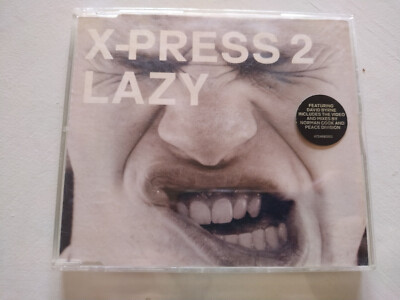 X-PRESS 2
LAZY
FEATURING
DAVID BYRNE
INCLUDES THE VIDEO
AND MIXES BY
NORMAN COOK AND
PEACE DIVISION